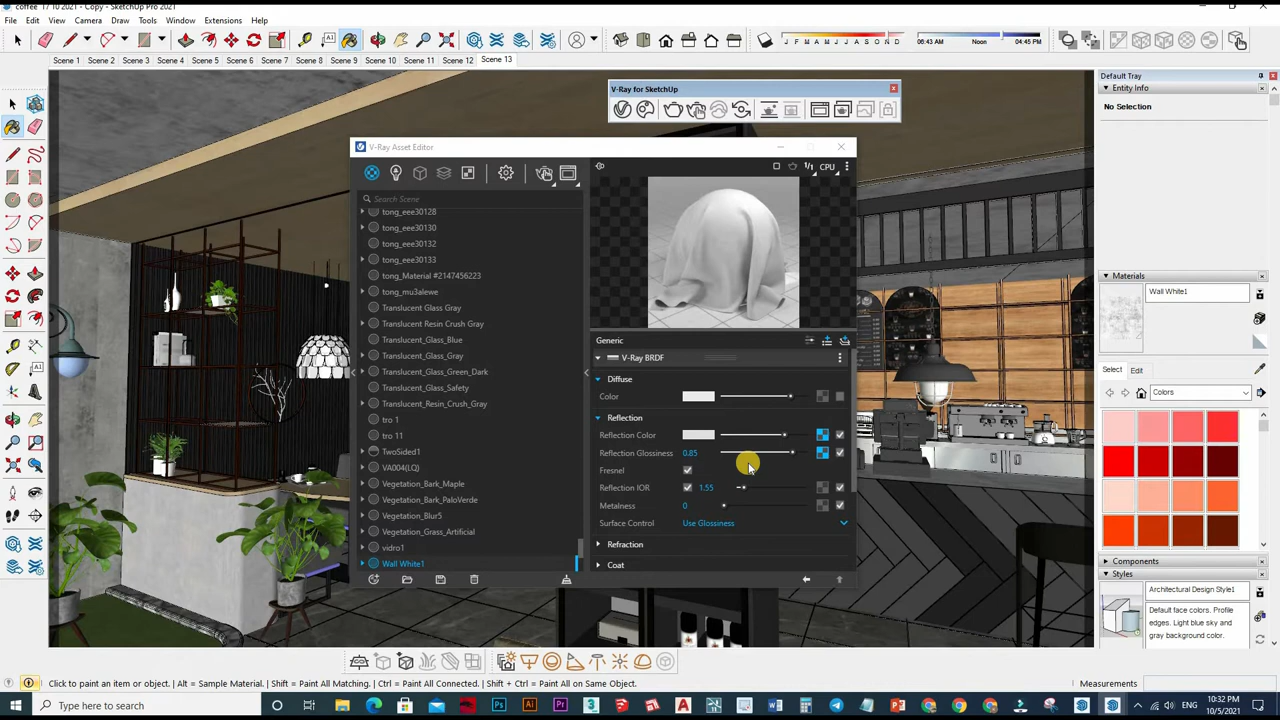 coffee 17 10 2021 - Copy - SketchUp Pro 2021
File Edit View Camera Draw Tools Window Extensions Help
J F M A M J J A S O N D 06:43 AM Noon 04:45 PM
Scene 1 Scene 2 Scene 3 Scene 4 Scene 5 Scene 6 Scene 7 Scene 8 Scene 9 Scene 10 Scene 11 Scene 12 Scene 13
V-Ray for SketchUp
V-Ray Asset Editor
1/1 CPU
Search Scene
tong_eee30128
tong_eee30130
tong_eee30132
tong_eee30133
tong_Material #2147456223
tong_mu3alewe
Translucent Glass Gray
Translucent Resin Crush Gray
Translucent_Glass_Blue
Translucent_Glass_Gray
Translucent_Glass_Green_Dark
Translucent_Glass_Safety
Translucent_Resin_Crush_Gray
tro 1
tro 11
TwoSided1
VA004(LQ)
Vegetation_Bark_Maple
Vegetation_Bark_PaloVerde
Vegetation_Blur5
Vegetation_Grass_Artificial
vidro1
Wall White1
Generic
V-Ray BRDF
Diffuse
Color
Reflection
Reflection Color
Reflection Glossiness 0.85
Fresnel
Reflection IOR 1.55
Metalness 0
Surface Control Use Glossiness
Refraction
Coat
Default Tray
Entity Info
No Selection
Materials
Wall White1
Select Edit
Colors
Components
Styles
Architectural Design Style1
Default face colors. Profile
edges. Light blue sky and
gray background color.
Click to paint an item or object. | Alt = Sample Material. | Shift = Paint All Matching. | Ctrl = Paint All Connected. | Shift + Ctrl = Paint All on Same Object.
Measurements
Type here to search
10:32 PM
10/5/2021